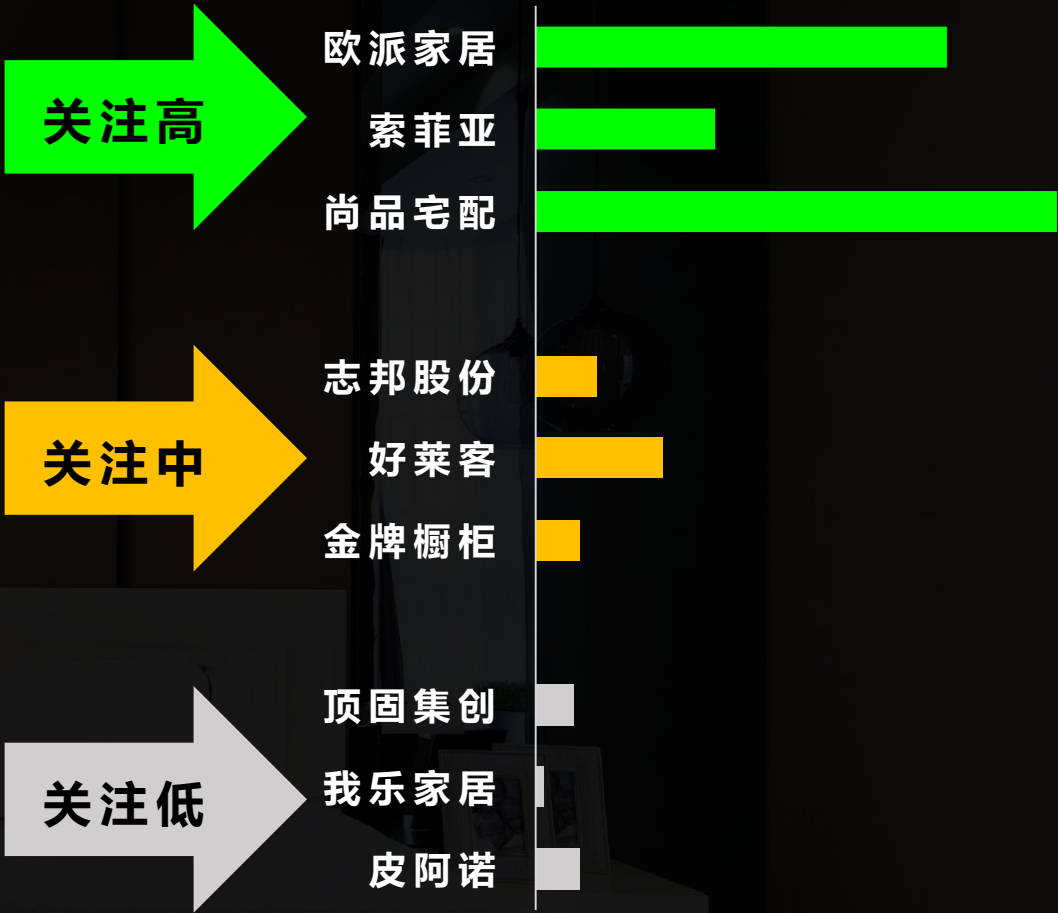 关注高
欧派家居
索菲亚
尚品宅配
关注中
志邦股份
好莱客
金牌橱柜
关注低
顶固集创
我乐家居
皮阿诺